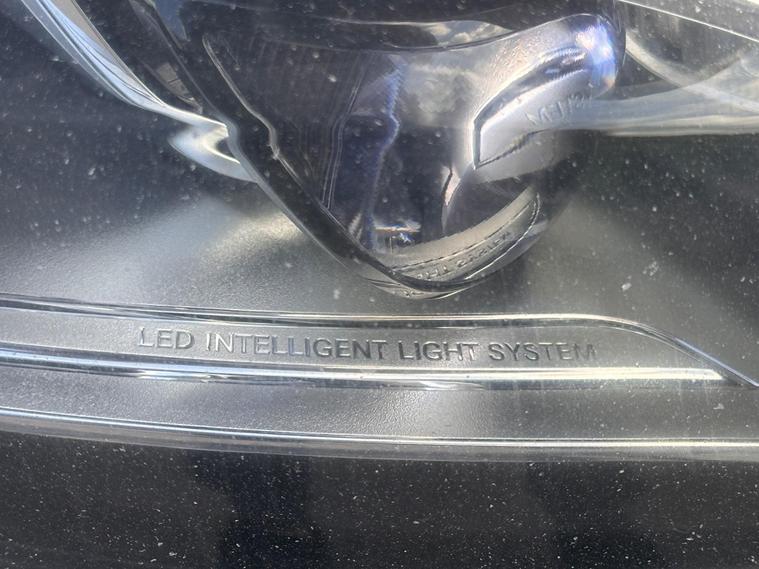 LED INTELLIGENT LIGHT SYSTEM